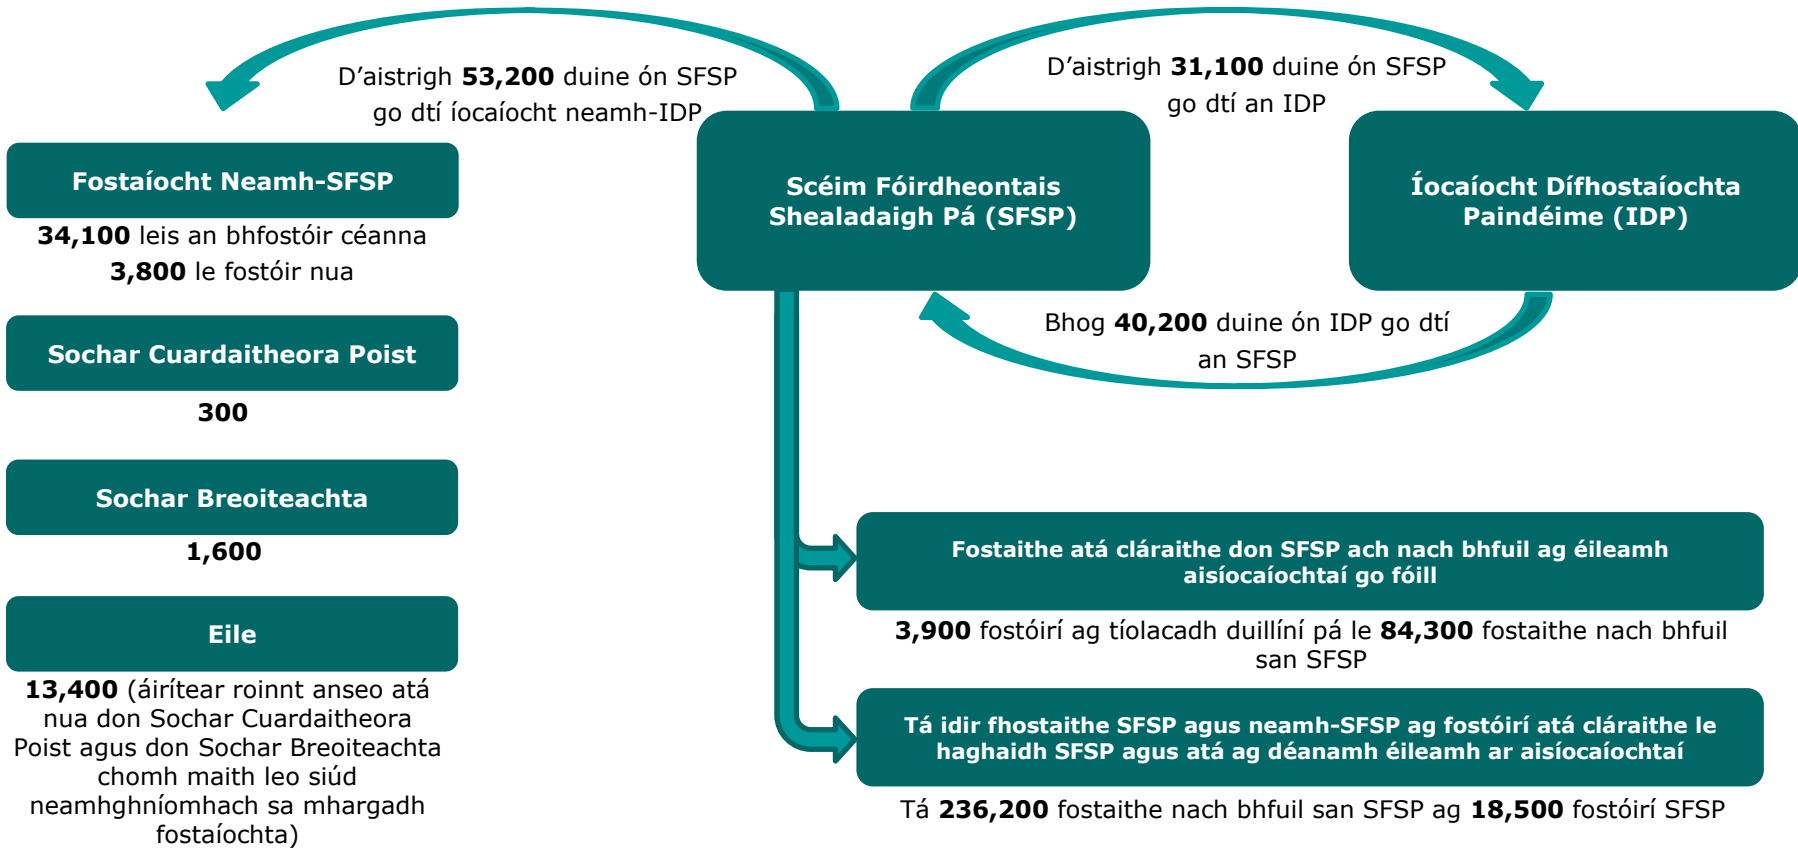 D’aistrigh 53,200 duine ón SFSP
go dtí íocaíocht neamh-IDP
D’aistrigh 31,100 duine ón SFSP
go dtí an IDP
Fostaíocht Neamh-SFSP
34,100 leis an bhfostóir céanna
3,800 le fostóir nua
Scéim Fóirdheontais
Shealadaigh Pá (SFSP)
Íocaíocht Dífhostaíochta
Paindéime (IDP)
Bhog 40,200 duine ón IDP go dtí
an SFSP
Sochar Cuardaitheora Poist
300
Sochar Breoiteachta
1,600
Eile
13,400 (áirítear roinnt anseo atá
nua don Sochar Cuardaitheora
Poist agus don Sochar Breoiteachta
chomh maith leo siúd
neamhghníomhach sa mhargadh
fostaíochta)
Fostaithe atá cláraithe don SFSP ach nach bhfuil ag éileamh
aisíocaíochtaí go fóill
3,900 fostóirí ag tíolacadh duillíní pá le 84,300 fostaithe nach bhfuil
san SFSP
Tá idir fhostaithe SFSP agus neamh-SFSP ag fostóirí atá cláraithe le
haghaidh SFSP agus atá ag déanamh éileamh ar aisíocaíochtaí
Tá 236,200 fostaithe nach bhfuil san SFSP ag 18,500 fostóirí SFSP